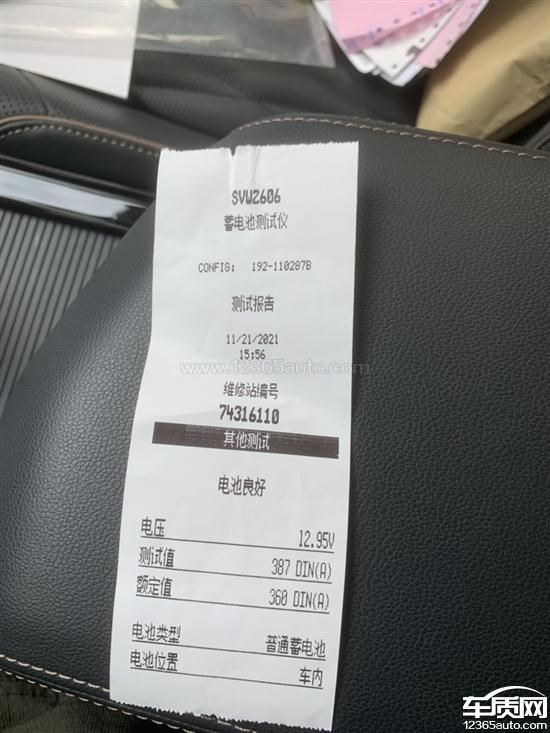 SVW2606
蓄电池测试仪
CONFIG: 192-110287B
测试报告
11/21/2021
15:56
www.12365auto.com
维修站编号
74316110
其他测试
电池良好
电压 12.95V
测试值 387 DIN(A)
额定值 360 DIN(A)
电池类型 普通蓄电池
电池位置 车内
车质网
12365auto.com